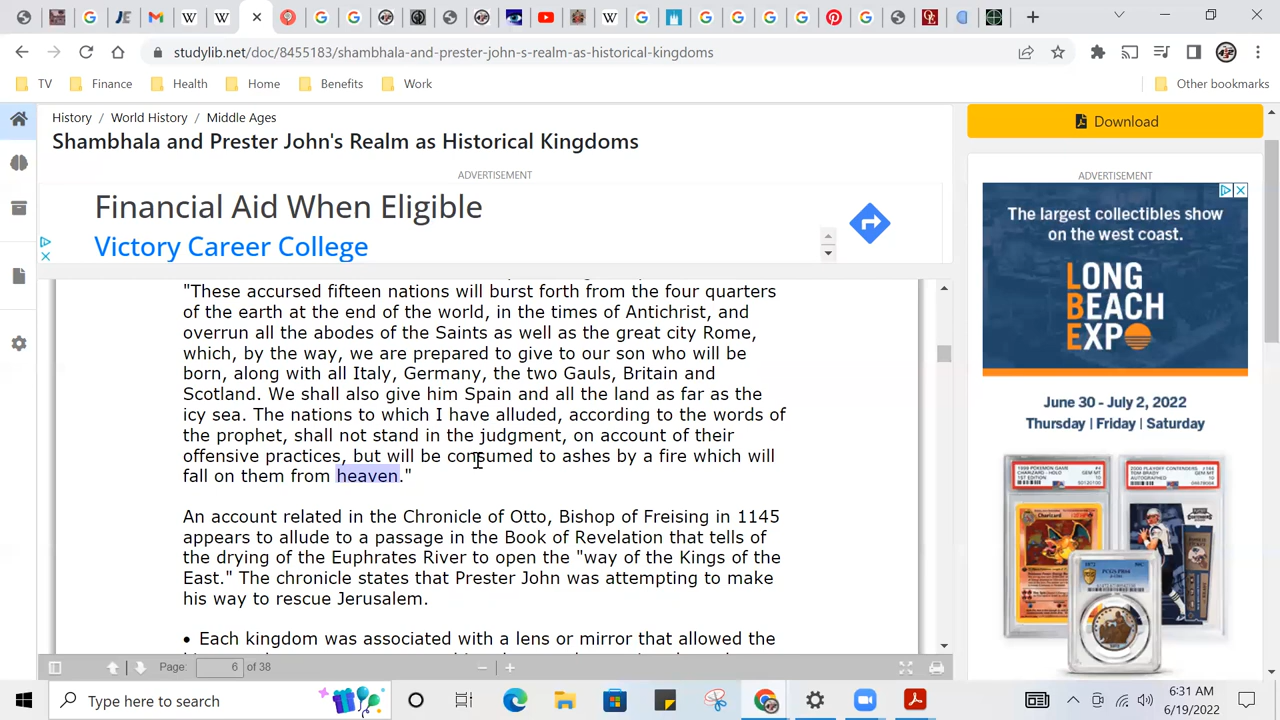 studylib.net/doc/8455183/shambhala-and-prester-john-s-realm-as-historical-kingdoms
TV Finance Health Home Benefits Work Other bookmarks
History / World History / Middle Ages
Shambhala and Prester John's Realm as Historical Kingdoms
Download
ADVERTISEMENT
Financial Aid When Eligible
Victory Career College
"These accursed fifteen nations will burst forth from the four quarters
of the earth at the end of the world, in the times of Antichrist, and
overrun all the abodes of the Saints as well as the great city Rome,
which, by the way, we are prepared to give to our son who will be
born, along with all Italy, Germany, the two Gauls, Britain and
Scotland. We shall also give him Spain and all the land as far as the
icy sea. The nations to which I have alluded, according to the words of
the prophet, shall not stand in the judgment, on account of their
offensive practices, but will be consumed to ashes by a fire which will
fall on them from heaven."
An account related in the Chronicle of Otto, Bishop of Freising in 1145
appears to allude to a passage in the Book of Revelation that tells of
the drying of the Euphrates River to open the "way of the Kings of the
East." The chronicle states that Prester John was attempting to make
his way to rescue Jerusalem.
• Each kingdom was associated with a lens or mirror that allowed the
Page: 6 of 38
ADVERTISEMENT
The largest collectibles show
on the west coast.
LONG
BEACH
EXPO
June 30 - July 2, 2022
Thursday | Friday | Saturday
Type here to search
6:31 AM
6/19/2022